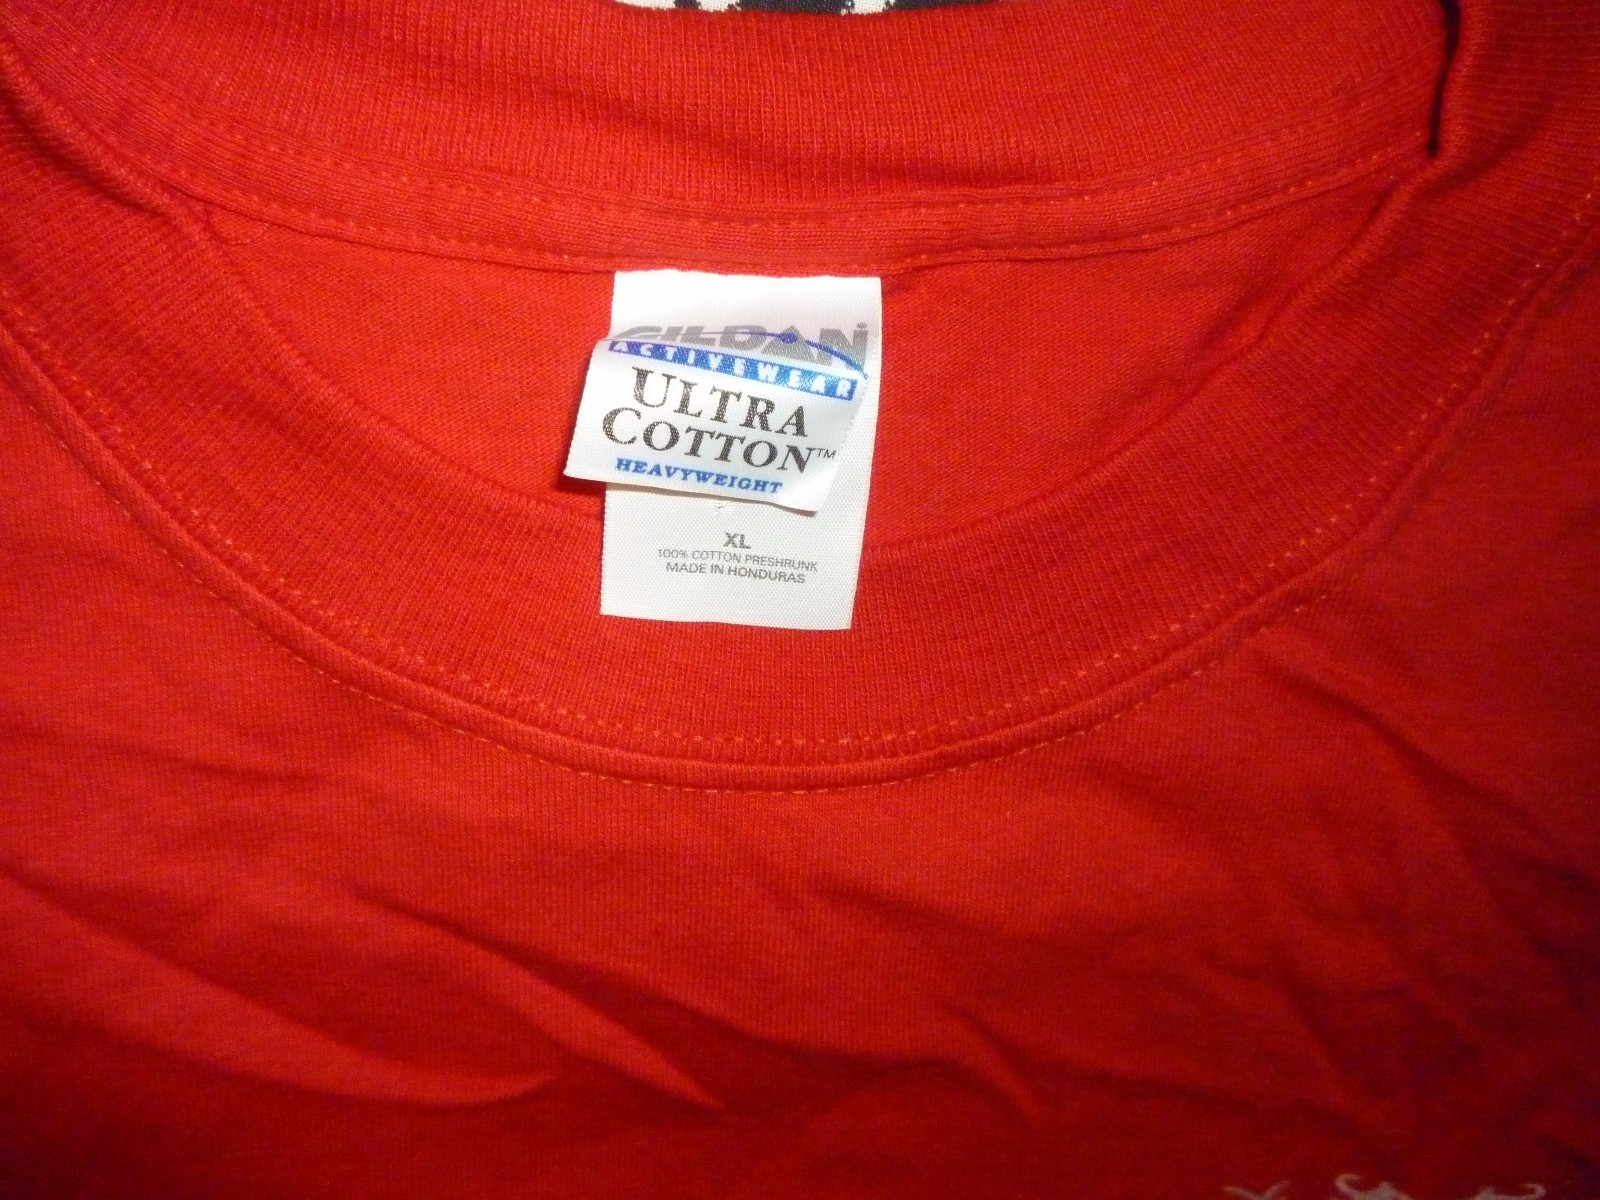 GILDAN®
ACTIVEWEAR
ULTRA
COTTON™
HEAVYWEIGHT
XL
100% COTTON PRESHRUNK
MADE IN HONDURAS